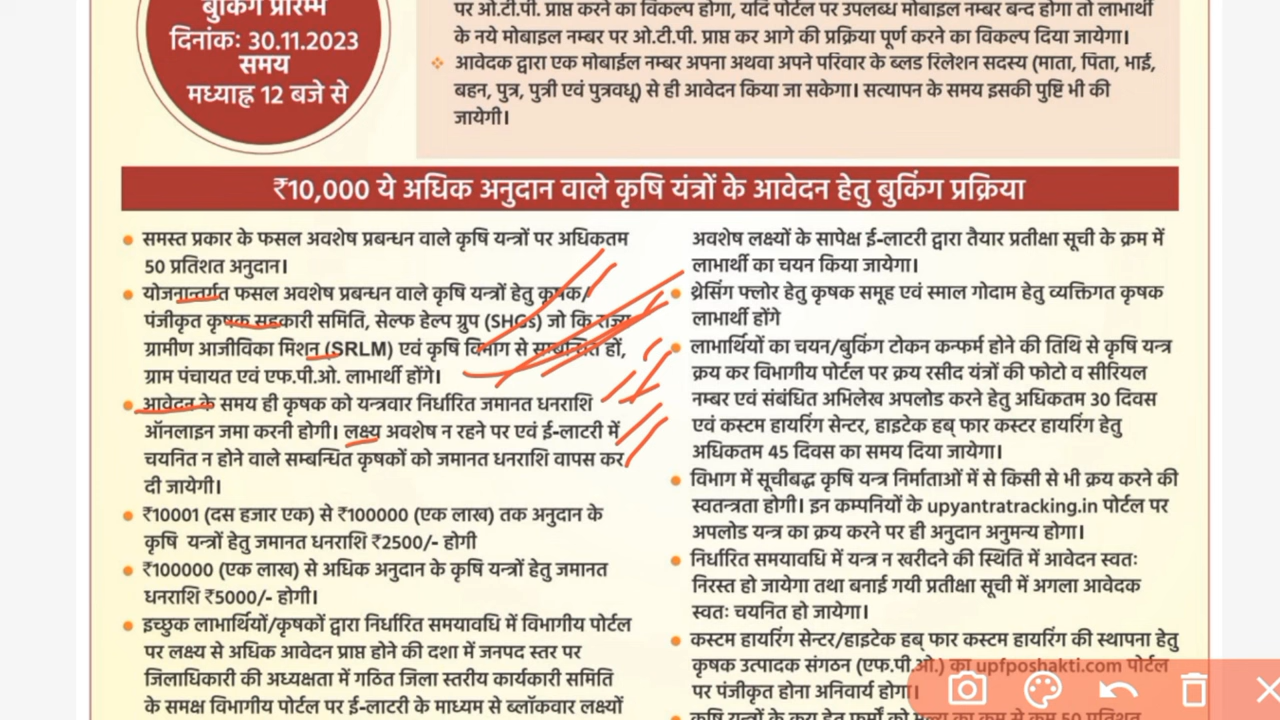 बुकिंग प्रारम्भ
दिनांकः 30.11.2023
समय
मध्याह्न 12 बजे से
पर ओ.टी.पी. प्राप्त करने का विकल्प होगा, यदि पोर्टल पर उपलब्ध मोबाइल नम्बर बन्द होगा तो लाभार्थी
के नये मोबाइल नम्बर पर ओ.टी.पी. प्राप्त कर आगे की प्रक्रिया पूर्ण करने का विकल्प दिया जायेगा।
आवेदक द्वारा एक मोबाईल नम्बर अपना अथवा अपने परिवार के ब्लड रिलेशन सदस्य (माता, पिता, भाई,
बहन, पुत्र, पुत्री एवं पुत्रवधू) से ही आवेदन किया जा सकेगा। सत्यापन के समय इसकी पुष्टि भी की
जायेगी।
₹10,000 ये अधिक अनुदान वाले कृषि यंत्रों के आवेदन हेतु बुकिंग प्रक्रिया
समस्त प्रकार के फसल अवशेष प्रबन्धन वाले कृषि यन्त्रों पर अधिकतम
50 प्रतिशत अनुदान।
योजनान्तर्गत फसल अवशेष प्रबन्धन वाले कृषि यन्त्रों हेतु कृषक/
पंजीकृत कृषक सहकारी समिति, सेल्फ हेल्प ग्रुप (SHGs) जो कि राज्य
ग्रामीण आजीविका मिशन (SRLM) एवं कृषि विभाग से सम्बन्धित हों,
ग्राम पंचायत एवं एफ.पी.ओ. लाभार्थी होंगे।
आवेदन के समय ही कृषक को यन्त्रवार निर्धारित जमानत धनराशि
ऑनलाइन जमा करनी होगी। लक्ष्य अवशेष न रहने पर एवं ई-लाटरी में
चयनित न होने वाले सम्बन्धित कृषकों को जमानत धनराशि वापस कर
दी जायेगी।
₹10001 (दस हजार एक) से ₹100000 (एक लाख) तक अनुदान के
कृषि यन्त्रों हेतु जमानत धनराशि ₹2500/- होगी
₹100000 (एक लाख) से अधिक अनुदान के कृषि यन्त्रों हेतु जमानत
धनराशि ₹5000/- होगी।
इच्छुक लाभार्थियों/कृषकों द्वारा निर्धारित समयावधि में विभागीय पोर्टल
पर लक्ष्य से अधिक आवेदन प्राप्त होने की दशा में जनपद स्तर पर
जिलाधिकारी की अध्यक्षता में गठित जिला स्तरीय कार्यकारी समिति
के समक्ष विभागीय पोर्टल पर ई-लाटरी के माध्यम से ब्लॉकवार लक्ष्यों
अवशेष लक्ष्यों के सापेक्ष ई-लाटरी द्वारा तैयार प्रतीक्षा सूची के क्रम में
लाभार्थी का चयन किया जायेगा।
थ्रेसिंग फ्लोर हेतु कृषक समूह एवं स्माल गोदाम हेतु व्यक्तिगत कृषक
लाभार्थी होंगे
लाभार्थियों का चयन/बुकिंग टोकन कन्फर्म होने की तिथि से कृषि यन्त्र
क्रय कर विभागीय पोर्टल पर क्रय रसीद यंत्रों की फोटो व सीरियल
नम्बर एवं संबंधित अभिलेख अपलोड करने हेतु अधिकतम 30 दिवस
एवं कस्टम हायरिंग सेन्टर, हाइटेक हब् फार कस्टर हायरिंग हेतु
अधिकतम 45 दिवस का समय दिया जायेगा।
विभाग में सूचीबद्ध कृषि यन्त्र निर्माताओं में से किसी से भी क्रय करने की
स्वतन्त्रता होगी। इन कम्पनियों के upyantratracking.in पोर्टल पर
अपलोड यन्त्र का क्रय करने पर ही अनुदान अनुमन्य होगा।
निर्धारित समयावधि में यन्त्र न खरीदने की स्थिति में आवेदन स्वतः
निरस्त हो जायेगा तथा बनाई गयी प्रतीक्षा सूची में अगला आवेदक
स्वतः चयनित हो जायेगा।
कस्टम हायरिंग सेन्टर/हाइटेक हब् फार कस्टम हायरिंग की स्थापना हेतु
कृषक उत्पादक संगठन (एफ.पी.ओ.) का upfposhakti.com पोर्टल
पर पंजीकृत होना अनिवार्य होगा।
कृषि यन्त्रों के क्रय हेतु फर्मों को मूल्य का कम से कम 50 प्रतिशत